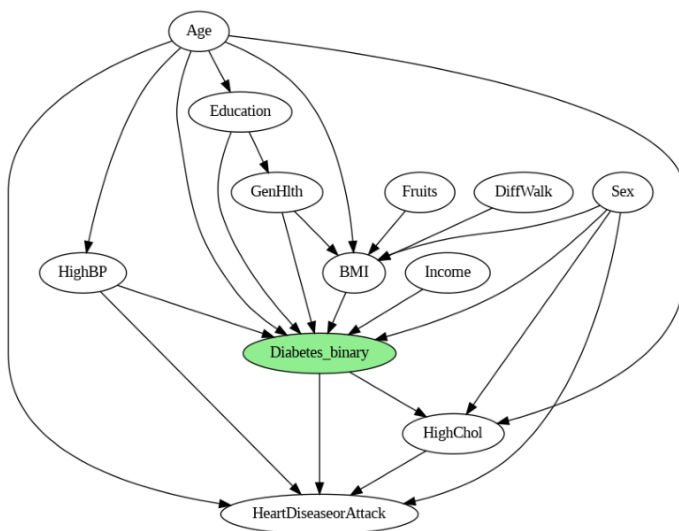 Age
Education
GenHlth
Fruits
DiffWalk
Sex
HighBP
BMI
Income
Diabetes_binary
HighChol
HeartDiseaseorAttack